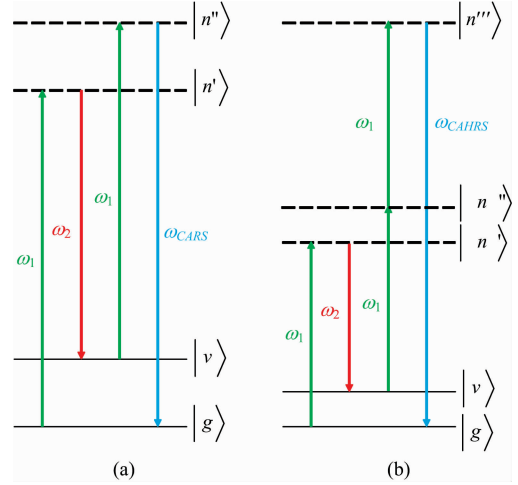 |n''⟩
|n'⟩
ω1
ω2
ω1
ωCARS
|v⟩
|g⟩
(a)
|n'''⟩
ω1
ωCAHRS
|n ''⟩
|n '⟩
ω1
ω2
ω1
|v⟩
|g⟩
(b)